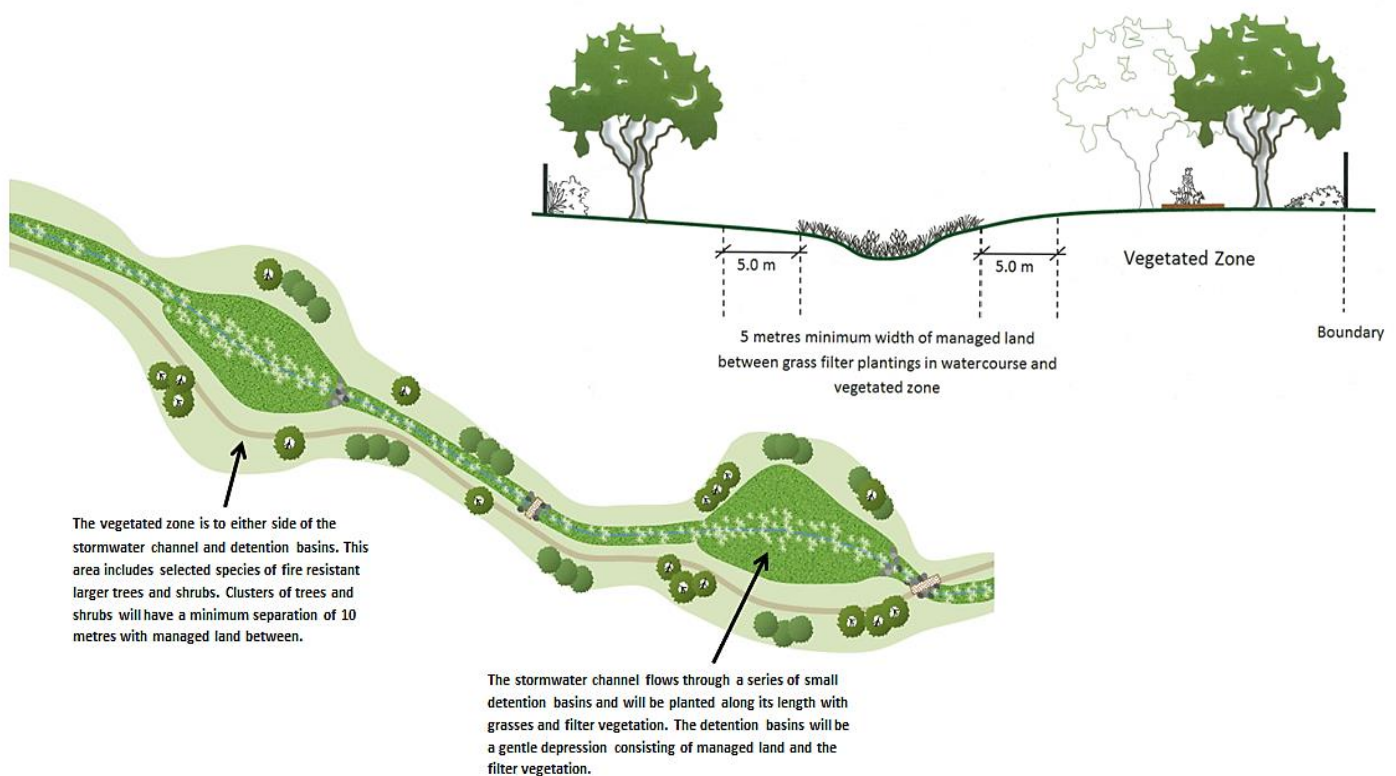 5.0 m
5.0 m
Vegetated Zone
5 metres minimum width of managed land
between grass filter plantings in watercourse and
vegetated zone
Boundary
The vegetated zone is to either side of the
stormwater channel and detention basins. This
area includes selected species of fire resistant
larger trees and shrubs. Clusters of trees and
shrubs will have a minimum separation of 10
metres with managed land between.
The stormwater channel flows through a series of small
detention basins and will be planted along its length with
grasses and filter vegetation. The detention basins will be
a gentle depression consisting of managed land and the
filter vegetation.